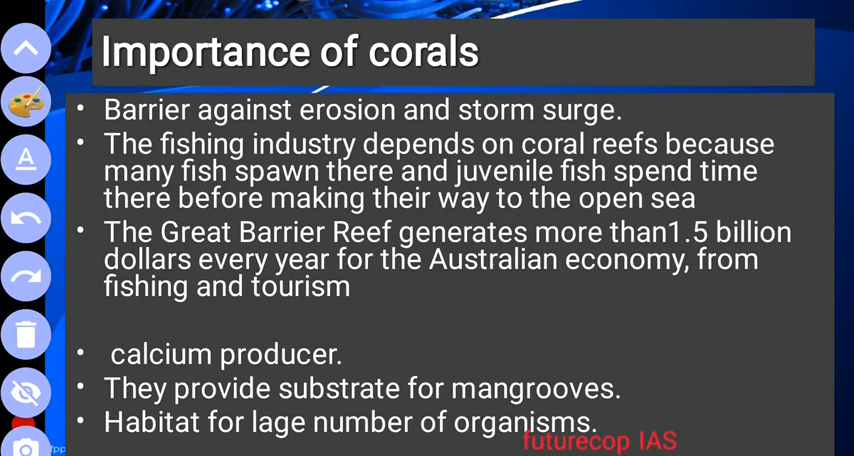 Importance of corals
• Barrier against erosion and storm surge.
• The fishing industry depends on coral reefs because
many fish spawn there and juvenile fish spend time
there before making their way to the open sea
• The Great Barrier Reef generates more than1.5 billion
dollars every year for the Australian economy, from
fishing and tourism
• calcium producer.
• They provide substrate for mangrooves.
• Habitat for lage number of organisms.
futurecop IAS
A